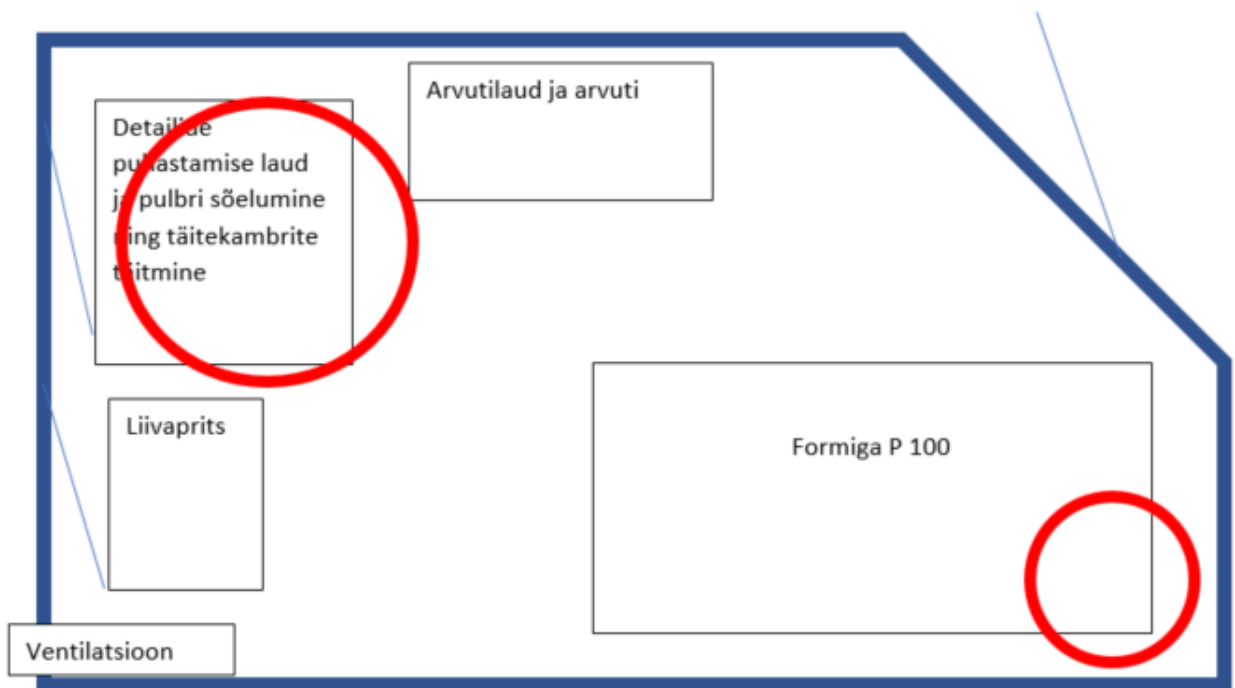 Detailide
puhastamise laud
ja pulbri sõelumine
ning täitekambrite
täitmine
Arvutilaud ja arvuti
Liivaprits
Formiga P 100
Ventilatsioon